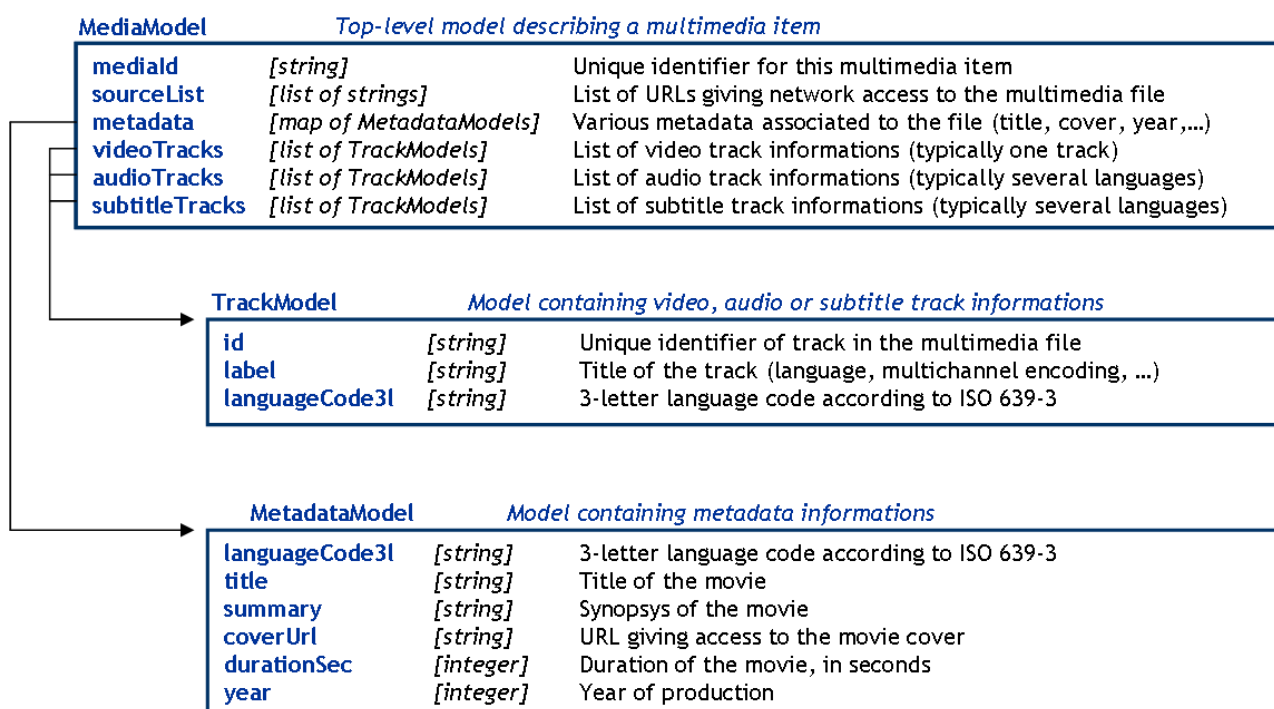 MediaModel Top-level model describing a multimedia item
mediaId [string] Unique identifier for this multimedia item
sourceList [list of strings] List of URLs giving network access to the multimedia file
metadata [map of MetadataModels] Various metadata associated to the file (title, cover, year,...)
videoTracks [list of TrackModels] List of video track informations (typically one track)
audioTracks [list of TrackModels] List of audio track informations (typically several languages)
subtitleTracks [list of TrackModels] List of subtitle track informations (typically several languages)
TrackModel Model containing video, audio or subtitle track informations
id [string] Unique identifier of track in the multimedia file
label [string] Title of the track (language, multichannel encoding, ...)
languageCode3l [string] 3-letter language code according to ISO 639-3
MetadataModel Model containing metadata informations
languageCode3l [string] 3-letter language code according to ISO 639-3
title [string] Title of the movie
summary [string] Synopsys of the movie
coverUrl [string] URL giving access to the movie cover
durationSec [integer] Duration of the movie, in seconds
year [integer] Year of production